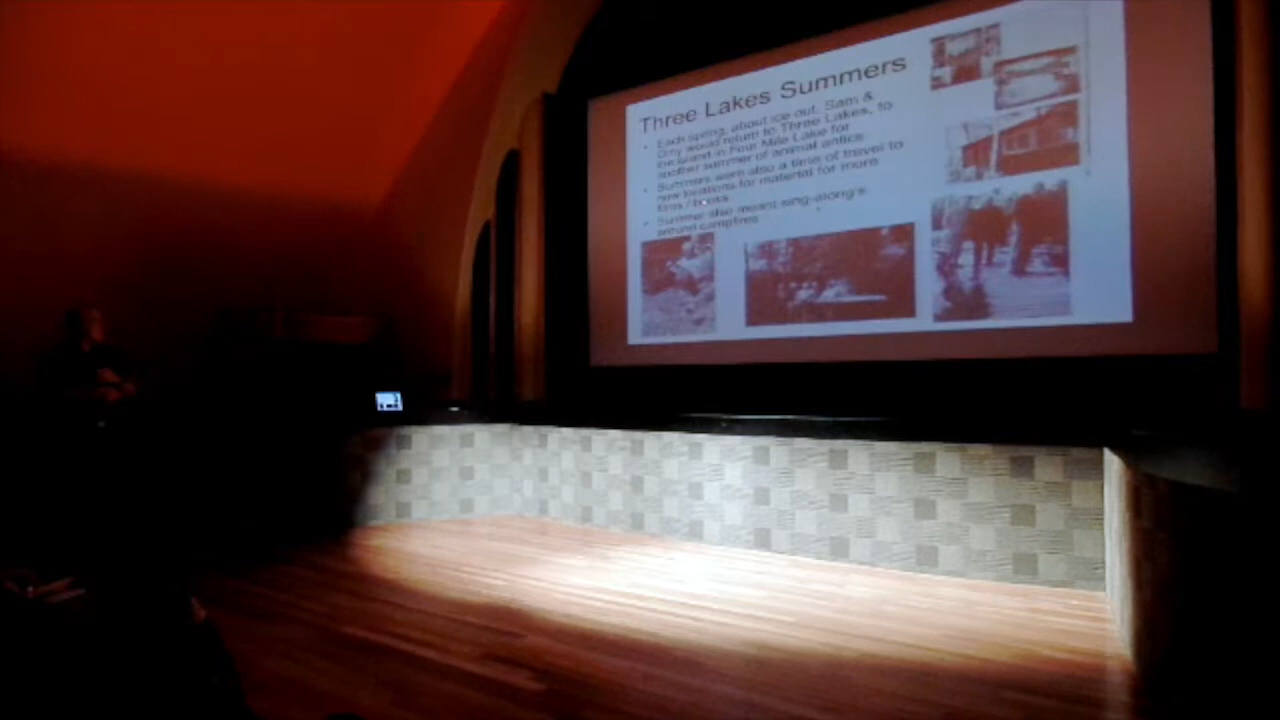 Three Lakes Summers
• Each spring, about ice out, Sam &
would return to Three Lakes, to
the island in Four Mile Lake for
another summer of animal antics.
• Summers were also a time of travel to
new locations for material for more
films / books
• Summer also meant sing-along's
around campfires